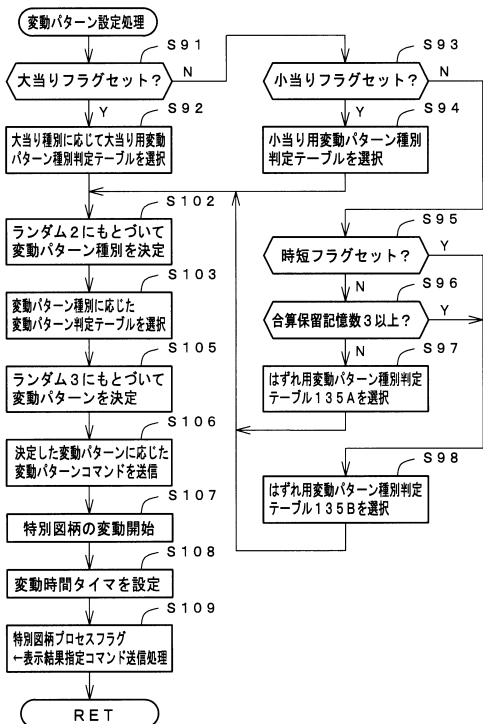 変動パターン設定処理
S91
大当りフラグセット？
N
Y
S92
大当り種別に応じて大当り用変動
パターン種別判定テーブルを選択
S93
小当りフラグセット？
N
Y
S94
小当り用変動パターン種別
判定テーブルを選択
S95
時短フラグセット？
Y
N
S96
合算保留記憶数3以上？
Y
N
S97
はずれ用変動パターン種別判定
テーブル135Aを選択
S98
はずれ用変動パターン種別判定
テーブル135Bを選択
S102
ランダム2にもとづいて
変動パターン種別を決定
S103
変動パターン種別に応じた
変動パターン判定テーブルを選択
S105
ランダム3にもとづいて
変動パターンを決定
S106
決定した変動パターンに応じた
変動パターンコマンドを送信
S107
特別図柄の変動開始
S108
変動時間タイマを設定
S109
特別図柄プロセスフラグ
←表示結果指定コマンド送信処理
RET